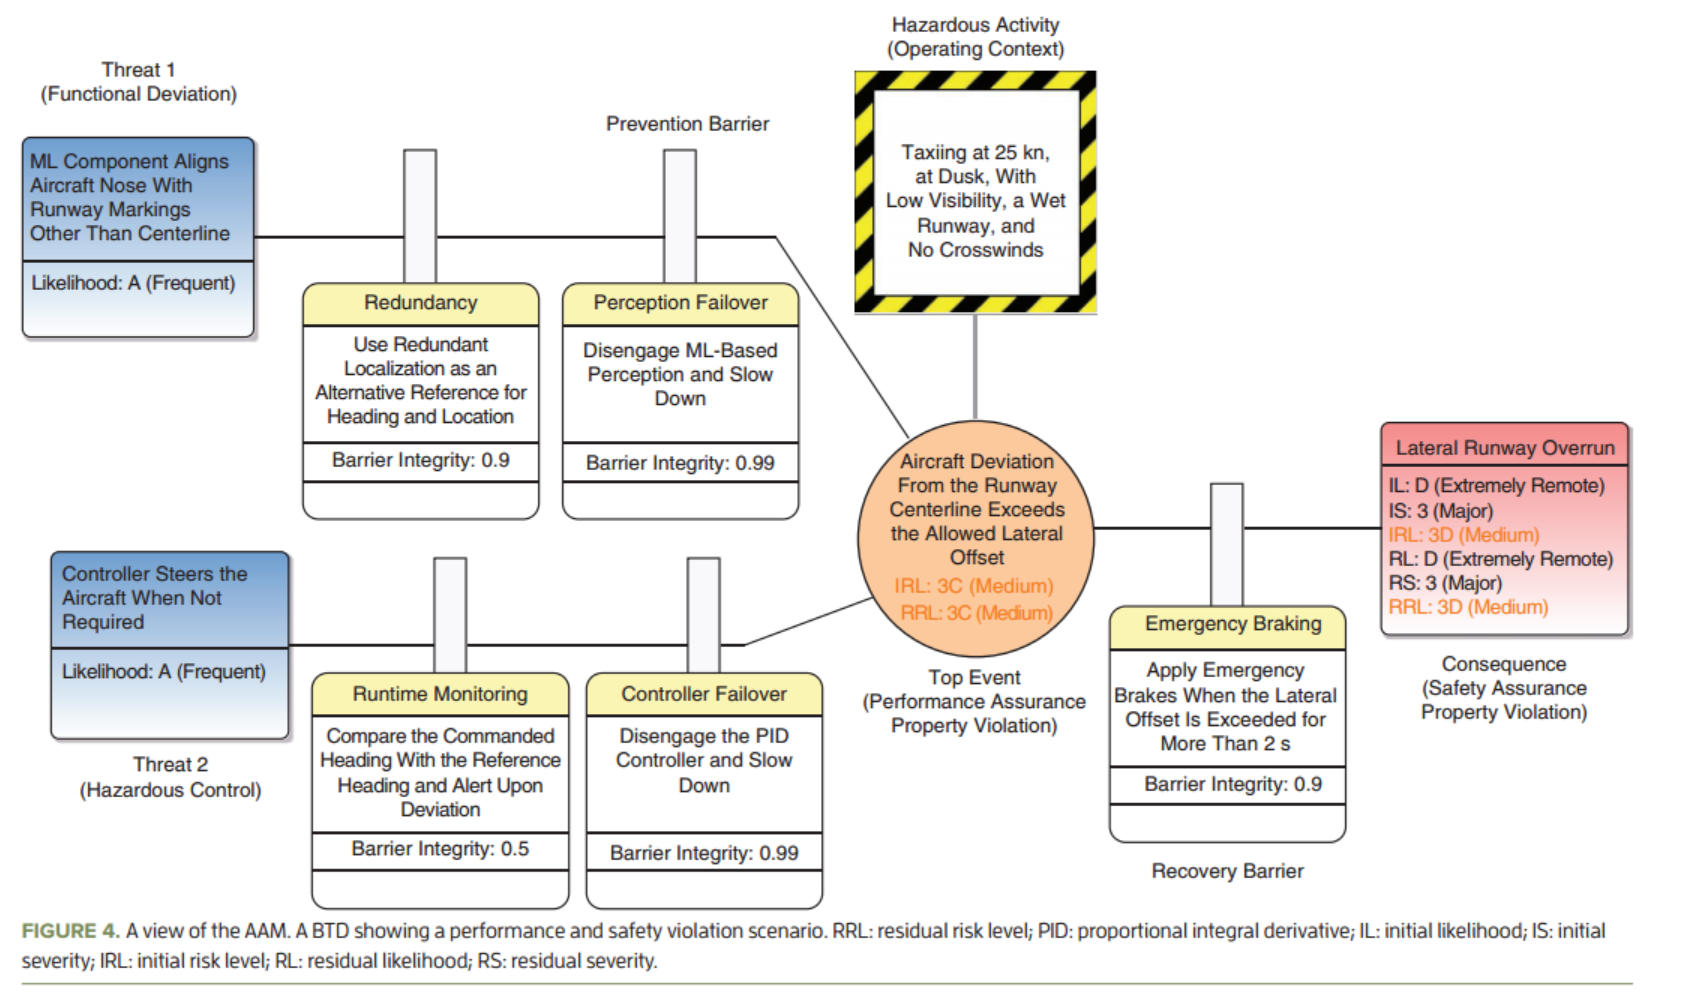 Hazardous Activity
(Operating Context)
Threat 1
(Functional Deviation)
Prevention Barrier
ML Component Aligns
Aircraft Nose With
Runway Markings
Other Than Centerline
Likelihood: A (Frequent)
Taxiing at 25 kn,
at Dusk, With
Low Visibility, a Wet
Runway, and
No Crosswinds
Redundancy
Use Redundant
Localization as an
Alternative Reference for
Heading and Location
Barrier Integrity: 0.9
Perception Failover
Disengage ML-Based
Perception and Slow
Down
Barrier Integrity: 0.99
Aircraft Deviation
From the Runway
Centerline Exceeds
the Allowed Lateral
Offset
IRL: 3C (Medium)
RRL: 3C (Medium)
Top Event
(Performance Assurance
Property Violation)
Lateral Runway Overrun
IL: D (Extremely Remote)
IS: 3 (Major)
IRL: 3D (Medium)
RL: D (Extremely Remote)
RS: 3 (Major)
RRL: 3D (Medium)
Consequence
(Safety Assurance
Property Violation)
Controller Steers the
Aircraft When Not
Required
Likelihood: A (Frequent)
Threat 2
(Hazardous Control)
Runtime Monitoring
Compare the Commanded
Heading With the Reference
Heading and Alert Upon
Deviation
Barrier Integrity: 0.5
Controller Failover
Disengage the PID
Controller and Slow
Down
Barrier Integrity: 0.99
Emergency Braking
Apply Emergency
Brakes When the Lateral
Offset Is Exceeded for
More Than 2 s
Barrier Integrity: 0.9
Recovery Barrier
FIGURE 4. A view of the AAM. A BTD showing a performance and safety violation scenario. RRL: residual risk level; PID: proportional integral derivative; IL: initial likelihood; IS: initial
severity; IRL: initial risk level; RL: residual likelihood; RS: residual severity.